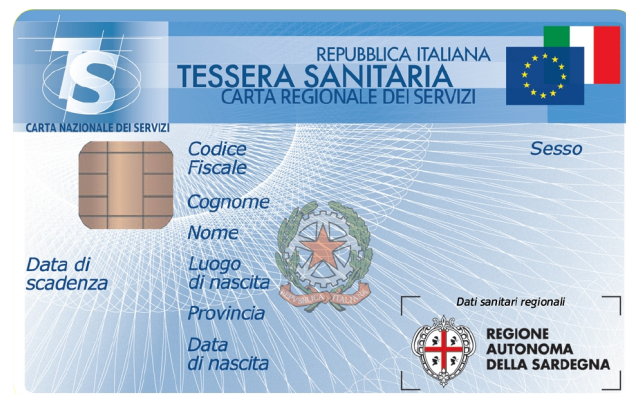 TS
CARTA NAZIONALE DEI SERVIZI
REPUBBLICA ITALIANA
TESSERA SANITARIA
CARTA REGIONALE DEI SERVIZI
Codice
Fiscale
Sesso
Cognome
Nome
Data di
scadenza
Luogo
di nascita
Provincia
Data
di nascita
REPVBBLICA ITALIANA
Dati sanitari regionali
REGIONE
AUTONOMA
DELLA SARDEGNA